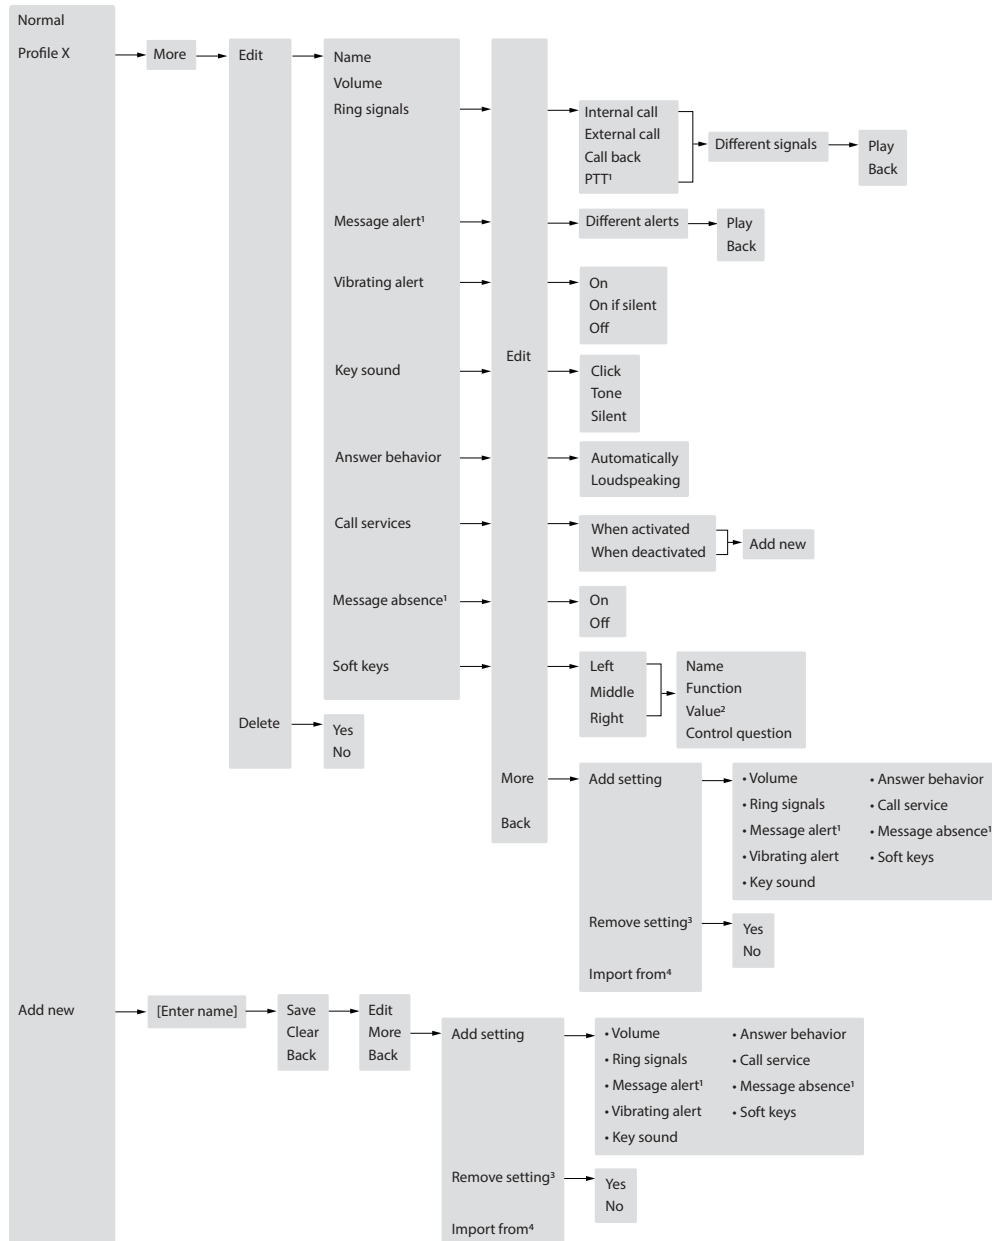 Normal
Profile X
More
Edit
Name
Volume
Ring signals
Internal call
External call
Call back
PTT¹
Different signals
Play
Back
Message alert¹
Different alerts
Play
Back
Vibrating alert
On
On if silent
Off
Edit
Key sound
Click
Tone
Silent
Answer behavior
Automatically
Loudspeaking
Call services
When activated
When deactivated
Add new
Message absence¹
On
Off
Soft keys
Left
Middle
Right
Name
Function
Value²
Control question
Delete
Yes
No
More
Back
Add setting
• Volume
• Ring signals
• Message alert¹
• Vibrating alert
• Key sound
• Answer behavior
• Call service
• Message absence¹
• Soft keys
Remove setting³
Yes
No
Import from⁴
Add new
[Enter name]
Save
Clear
Back
Edit
More
Back
Add setting
• Volume
• Ring signals
• Message alert¹
• Vibrating alert
• Key sound
• Answer behavior
• Call service
• Message absence¹
• Soft keys
Remove setting³
Yes
No
Import from⁴